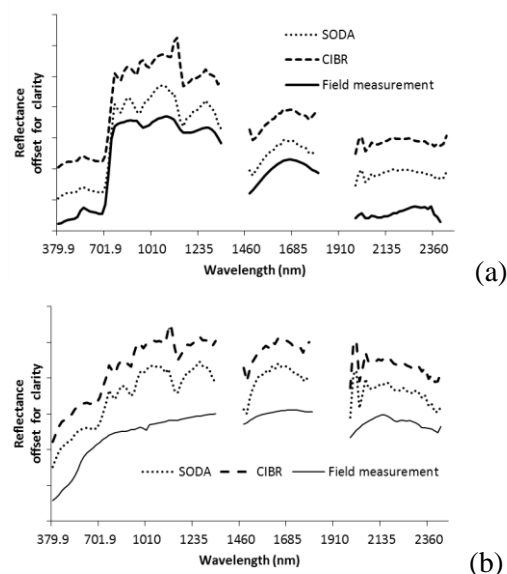 SODA
CIBR
Field measurement
Reflectance
offset for clarity
379.9 701.9 1010 1235 1460 1685 1910 2135 2360
Wavelength (nm)
(a)
Reflectance
offset for clarity
SODA CIBR Field measurement
379.9 701.9 1010 1235 1460 1685 1910 2135 2360
Wavelength (nm)
(b)